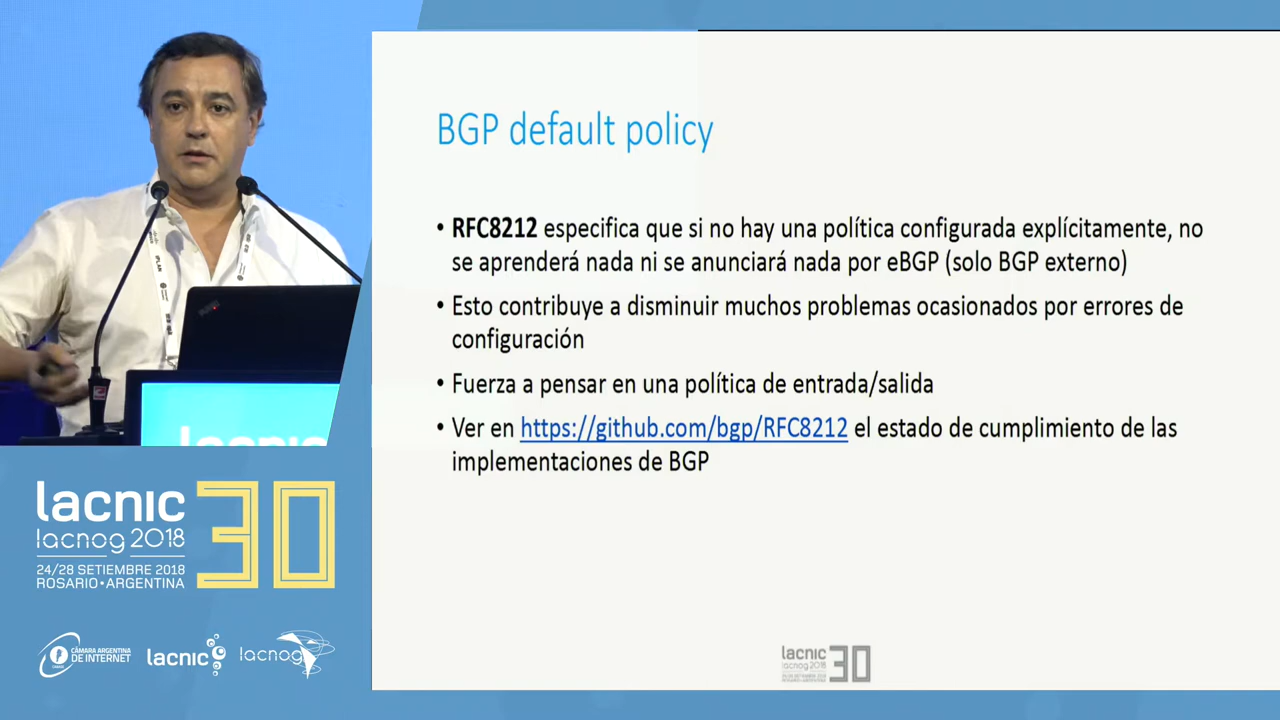 BGP default policy
• RFC8212 especifica que si no hay una política configurada explícitamente, no
se aprenderá nada ni se anunciará nada por eBGP (solo BGP externo)
• Esto contribuye a disminuir muchos problemas ocasionados por errores de
configuración
• Fuerza a pensar en una política de entrada/salida
• Ver en https://github.com/bgp/RFC8212 el estado de cumplimiento de las
implementaciones de BGP
lacnic 30
lacnog 2018
24/28 SETIEMBRE 2018
ROSARIO•ARGENTINA
CÁMARA ARGENTINA
DE INTERNET
lacnic
lacnog
lacnic
IPLAN
lacnic 30
lacnog 2018